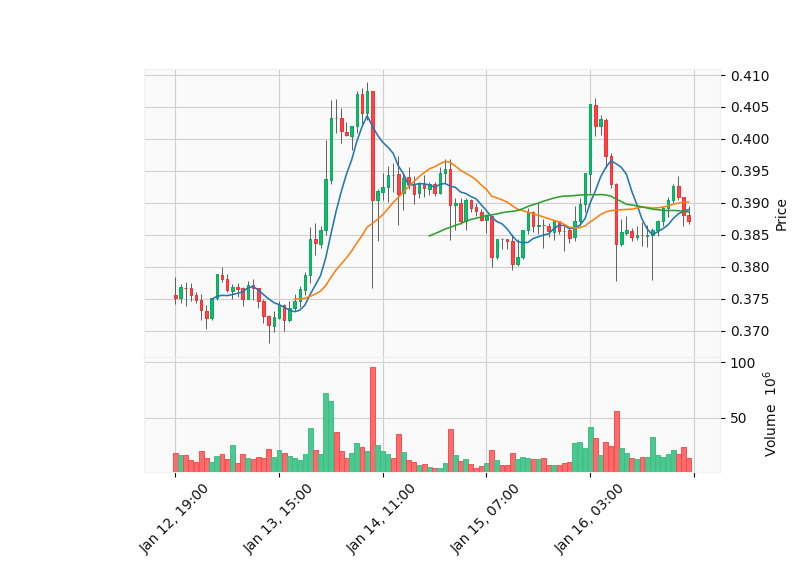 0.410
0.405
0.400
0.395
0.390
0.385
0.380
0.375
0.370
Price
100
50
Volume 10⁶
Jan 12, 19:00
Jan 13, 15:00
Jan 14, 11:00
Jan 15, 07:00
Jan 16, 03:00